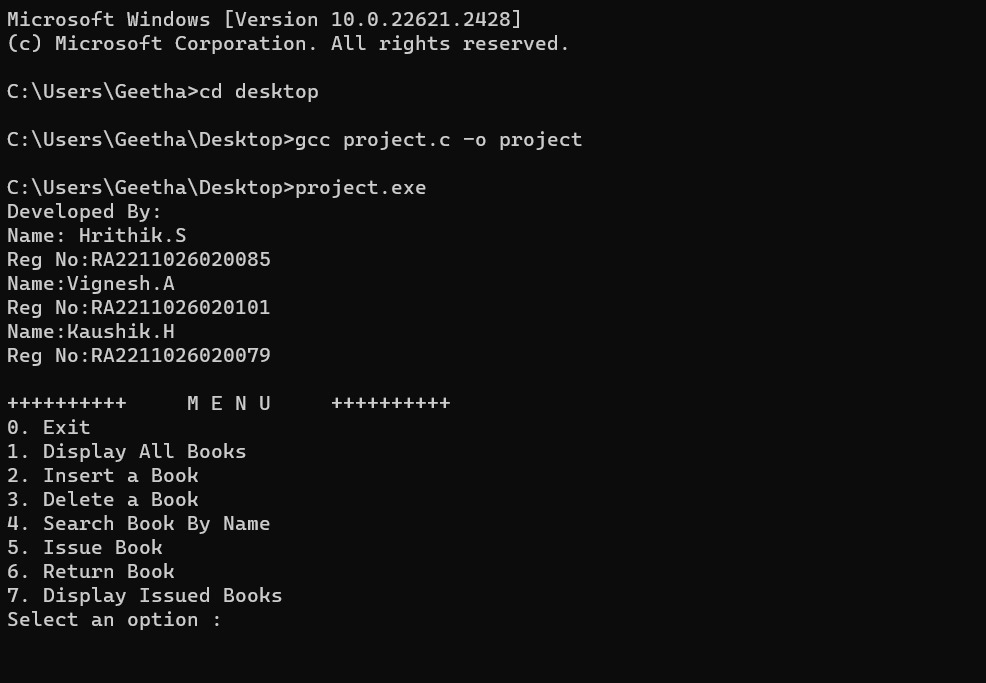 Microsoft Windows [Version 10.0.22621.2428]
(c) Microsoft Corporation. All rights reserved.
C:\Users\Geetha>cd desktop
C:\Users\Geetha\Desktop>gcc project.c -o project
C:\Users\Geetha\Desktop>project.exe
Developed By:
Name: Hrithik.S
Reg No:RA2211026020085
Name:Vignesh.A
Reg No:RA2211026020101
Name:Kaushik.H
Reg No:RA2211026020079
++++++++++     M E N U     ++++++++++
0. Exit
1. Display All Books
2. Insert a Book
3. Delete a Book
4. Search Book By Name
5. Issue Book
6. Return Book
7. Display Issued Books
Select an option :